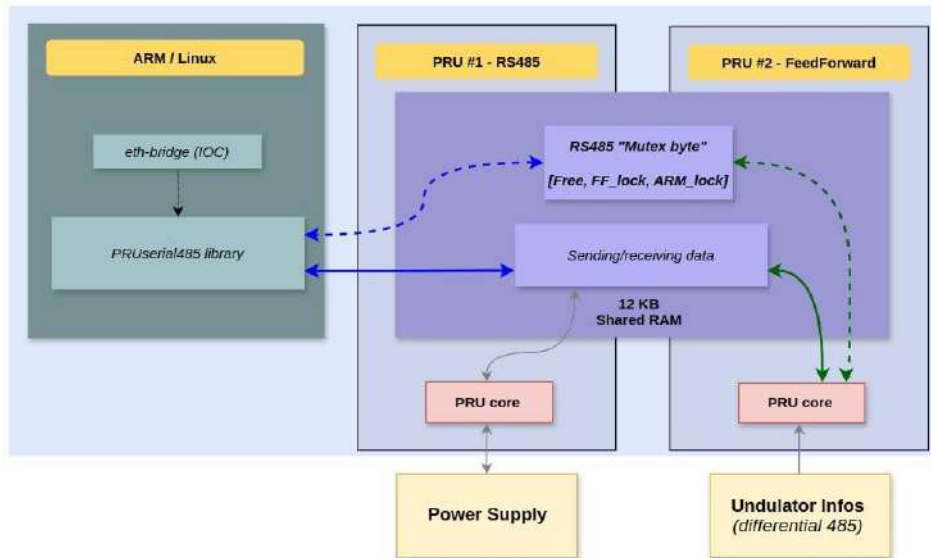 ARM / Linux
PRU #1 - RS485
PRU #2 - FeedForward
eth-bridge (IOC)
PRUserial485 library
RS485 "Mutex byte"
[Free, FF_lock, ARM_lock]
Sending/receiving data
12 KB
Shared RAM
PRU core
PRU core
Power Supply
Undulator Infos
(differential 485)